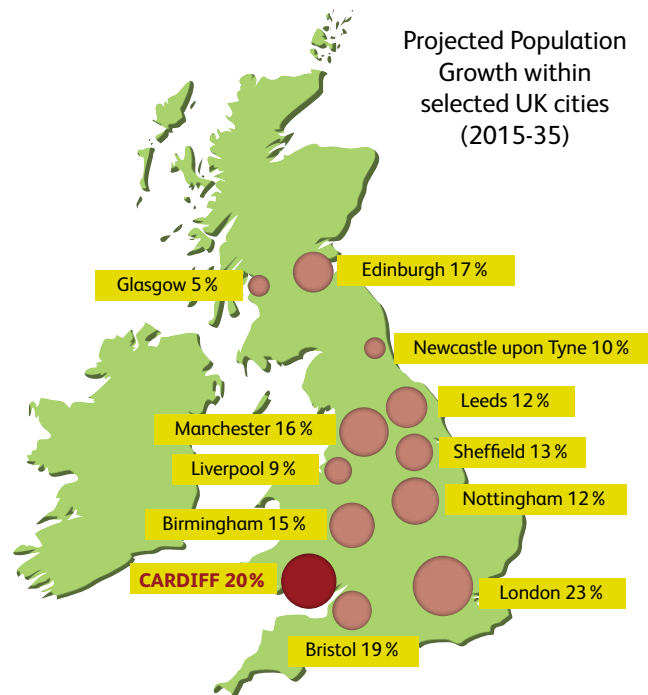 Projected Population
Growth within
selected UK cities
(2015-35)
Edinburgh 17 %
Glasgow 5 %
Newcastle upon Tyne 10 %
Leeds 12 %
Manchester 16 %
Sheffield 13 %
Liverpool 9 %
Nottingham 12 %
Birmingham 15 %
CARDIFF 20 %
London 23 %
Bristol 19 %